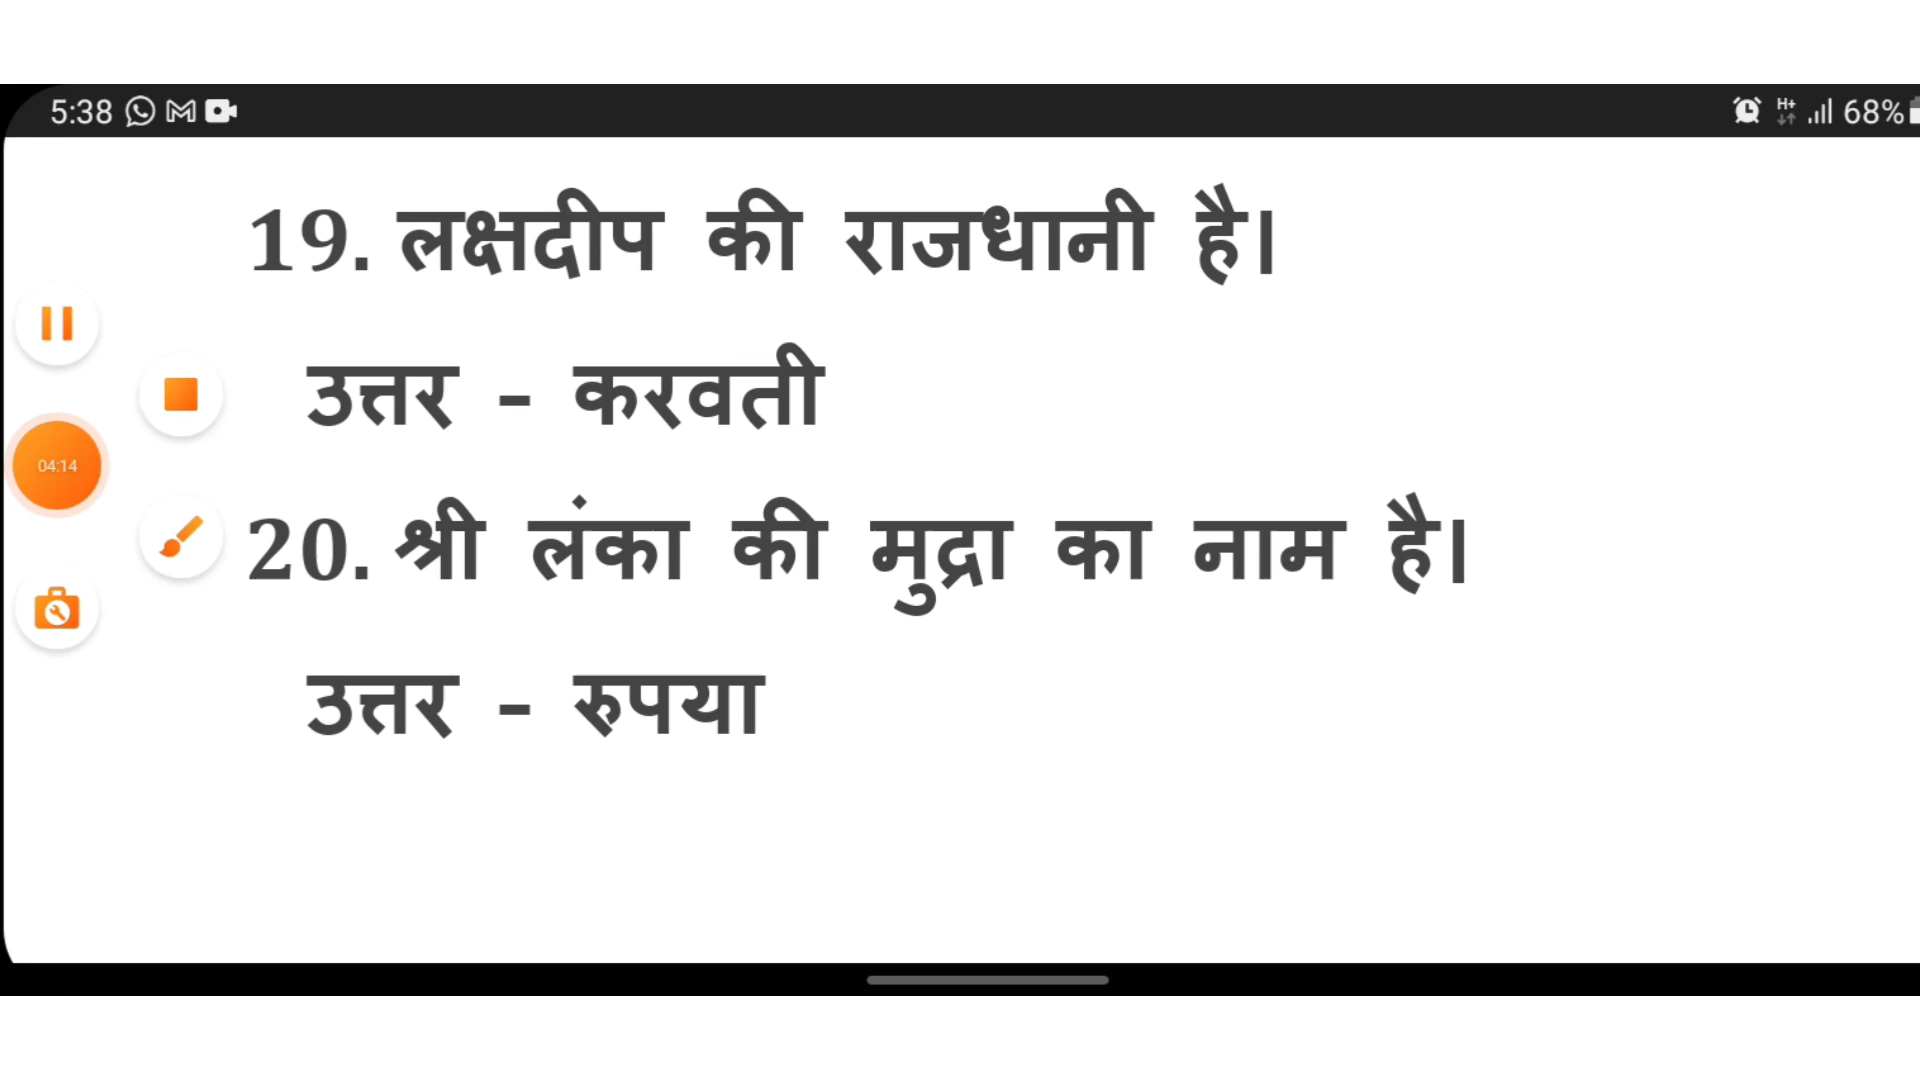 5:38 H+ 68%
19. लक्षदीप की राजधानी है।
उत्तर - करवती
04:14
20. श्री लंका की मुद्रा का नाम है।
उत्तर - रुपया